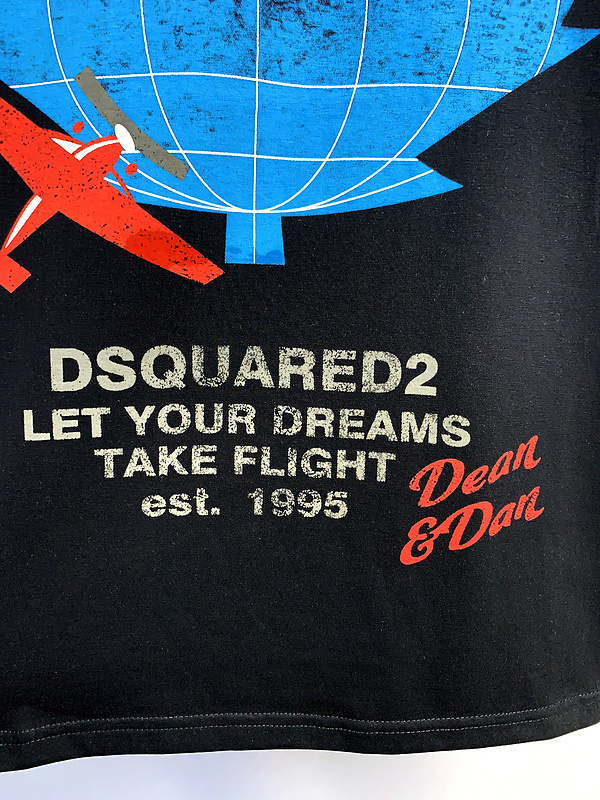 DSQUARED2
LET YOUR DREAMS
TAKE FLIGHT
est. 1995
Dean
&Dan